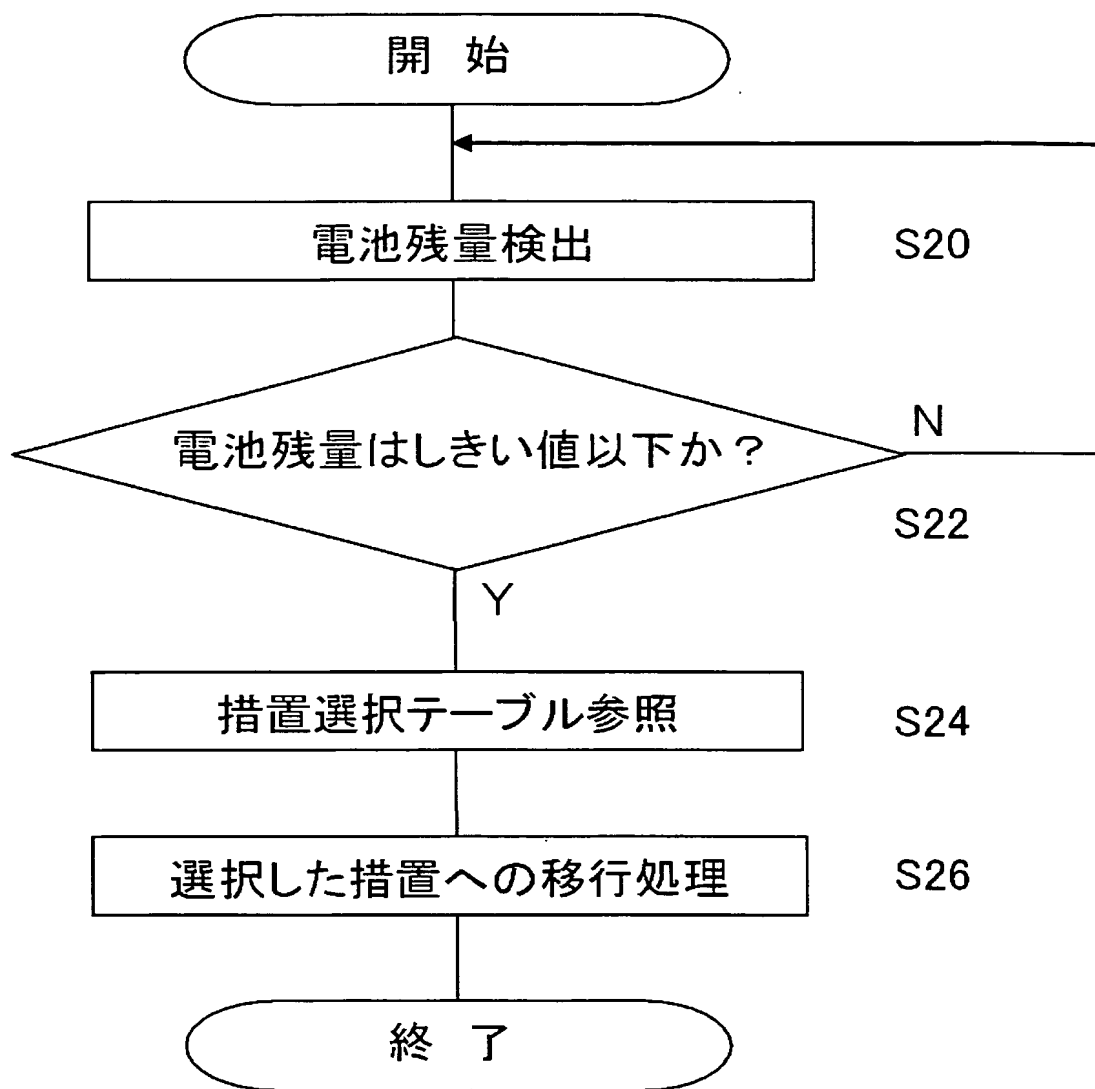 開 始
電池残量検出
S20
電池残量はしきい値以下か？
N
S22
Y
措置選択テーブル参照
S24
選択した措置への移行処理
S26
終 了